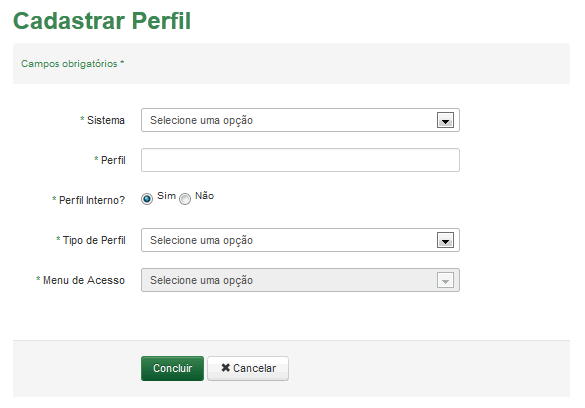 Cadastrar Perfil
Campos obrigatórios *
* Sistema Selecione uma opção
* Perfil
* Perfil Interno? Sim Não
* Tipo de Perfil Selecione uma opção
* Menu de Acesso Selecione uma opção
Concluir ✖ Cancelar